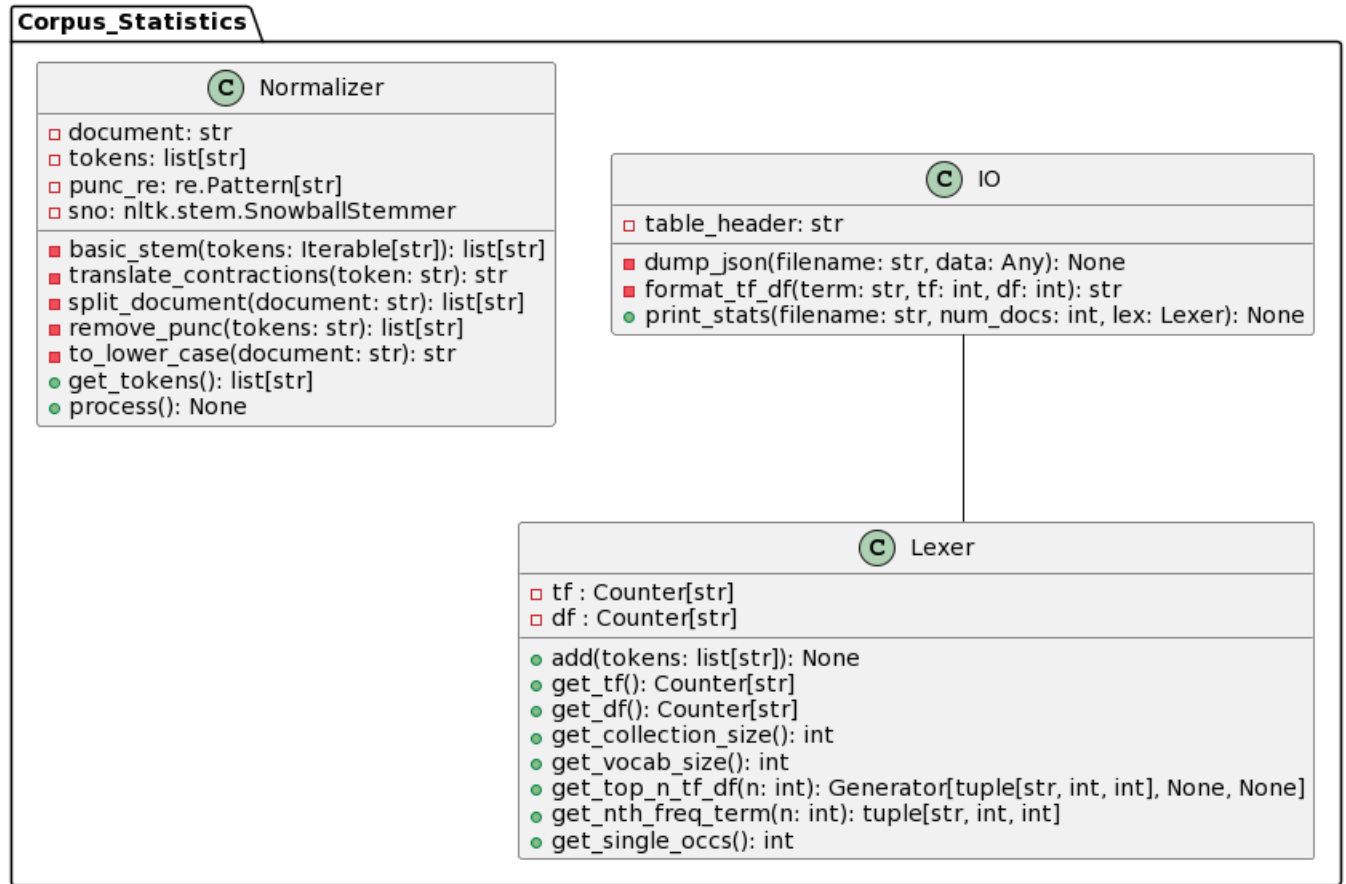 Corpus_Statistics
C Normalizer
document: str
tokens: list[str]
punc_re: re.Pattern[str]
sno: nltk.stem.SnowballStemmer
basic_stem(tokens: Iterable[str]): list[str]
translate_contractions(token: str): str
split_document(document: str): list[str]
remove_punc(tokens: str): list[str]
to_lower_case(document: str): str
get_tokens(): list[str]
process(): None
C IO
table_header: str
dump_json(filename: str, data: Any): None
format_tf_df(term: str, tf: int, df: int): str
print_stats(filename: str, num_docs: int, lex: Lexer): None
C Lexer
tf : Counter[str]
df : Counter[str]
add(tokens: list[str]): None
get_tf(): Counter[str]
get_df(): Counter[str]
get_collection_size(): int
get_vocab_size(): int
get_top_n_tf_df(n: int): Generator[tuple[str, int, int], None, None]
get_nth_freq_term(n: int): tuple[str, int, int]
get_single_occs(): int